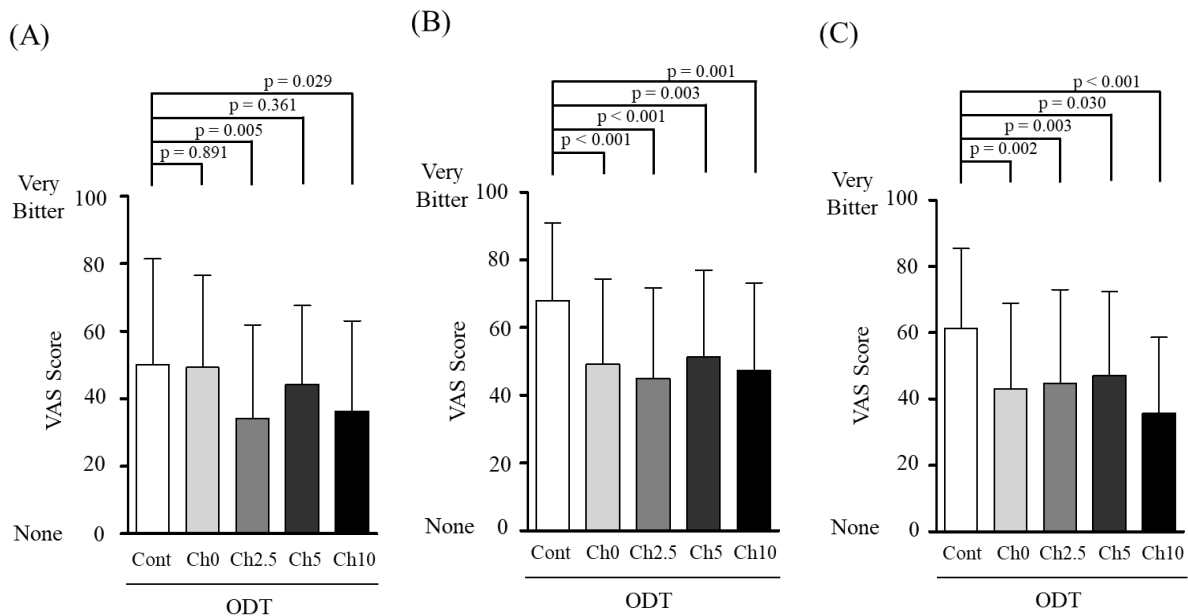 (A)
p = 0.029
p = 0.361
p = 0.005
p = 0.891
Very
Bitter
100
80
60
40
20
0
None
VAS Score
Cont Ch0 Ch2.5 Ch5 Ch10
ODT
(B)
p = 0.001
p = 0.003
p < 0.001
p < 0.001
Very
Bitter
100
80
60
40
20
0
None
VAS Score
Cont Ch0 Ch2.5 Ch5 Ch10
ODT
(C)
p < 0.001
p = 0.030
p = 0.003
p = 0.002
Very
Bitter
100
80
60
40
20
0
None
VAS Score
Cont Ch0 Ch2.5 Ch5 Ch10
ODT